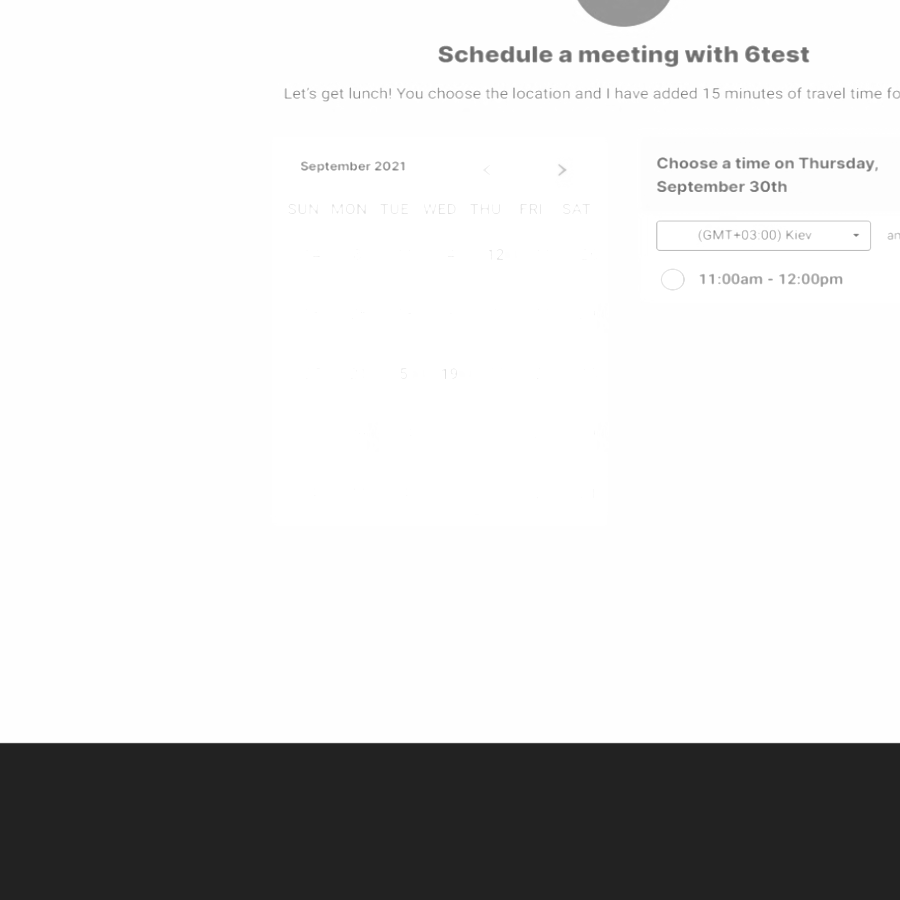 Schedule a meeting with 6test
Let's get lunch! You choose the location and I have added 15 minutes of travel time
September 2021
SUN MON TUE WED THU FRI SAT
12
5 19
Choose a time on Thursday,
September 30th
(GMT+03:00) Kiev
11:00am - 12:00pm